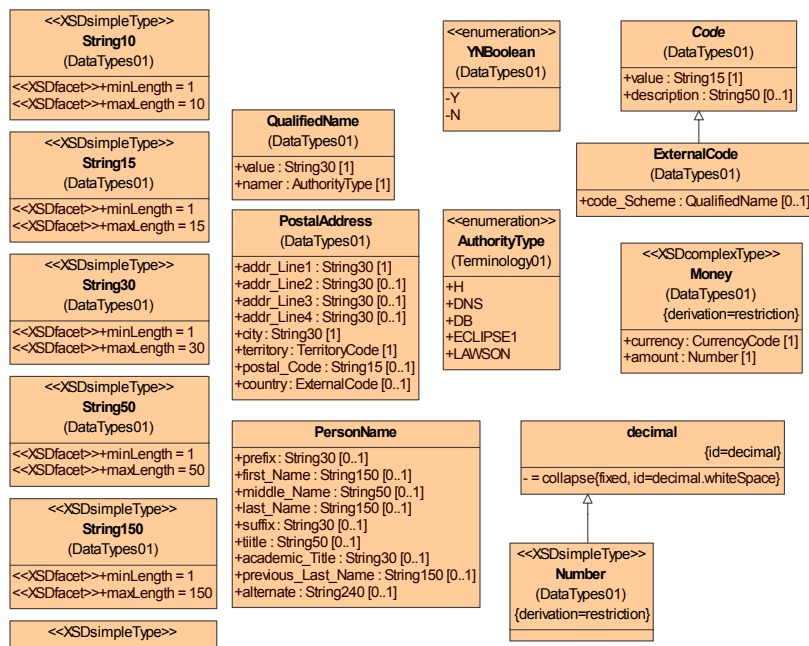 <<XSDsimpleType>>
String10
(DataTypes01)
<<XSDfacet>>+minLength = 1
<<XSDfacet>>+maxLength = 10
<<XSDsimpleType>>
String15
(DataTypes01)
<<XSDfacet>>+minLength = 1
<<XSDfacet>>+maxLength = 15
<<XSDsimpleType>>
String30
(DataTypes01)
<<XSDfacet>>+minLength = 1
<<XSDfacet>>+maxLength = 30
<<XSDsimpleType>>
String50
(DataTypes01)
<<XSDfacet>>+minLength = 1
<<XSDfacet>>+maxLength = 50
<<XSDsimpleType>>
String150
(DataTypes01)
<<XSDfacet>>+minLength = 1
<<XSDfacet>>+maxLength = 150
<<XSDsimpleType>>
QualifiedName
(DataTypes01)
+value : String30 [1]
+namer : AuthorityType [1]
PostalAddress
(DataTypes01)
+addr_Line1 : String30 [1]
+addr_Line2 : String30 [0..1]
+addr_Line3 : String30 [0..1]
+addr_Line4 : String30 [0..1]
+city : String30 [1]
+territory : TerritoryCode [1]
+postal_Code : String15 [0..1]
+country : ExternalCode [0..1]
PersonName
+prefix : String30 [0..1]
+first_Name : String150 [0..1]
+middle_Name : String50 [0..1]
+last_Name : String150 [0..1]
+suffix : String30 [0..1]
+tiitle : String50 [0..1]
+academic_Title : String30 [0..1]
+previous_Last_Name : String150 [0..1]
+alternate : String240 [0..1]
<<enumeration>>
YNBoolean
(DataTypes01)
-Y
-N
<<enumeration>>
AuthorityType
(Terminology01)
+H
+DNS
+DB
+ECLIPSE1
+LAWSON
Code
(DataTypes01)
+value : String15 [1]
+description : String50 [0..1]
ExternalCode
(DataTypes01)
+code_Scheme : QualifiedName [0..1]
<<XSDcomplexType>>
Money
(DataTypes01)
{derivation=restriction}
+currency : CurrencyCode [1]
+amount : Number [1]
decimal
{id=decimal}
- = collapse{fixed, id=decimal.whiteSpace}
<<XSDsimpleType>>
Number
(DataTypes01)
{derivation=restriction}